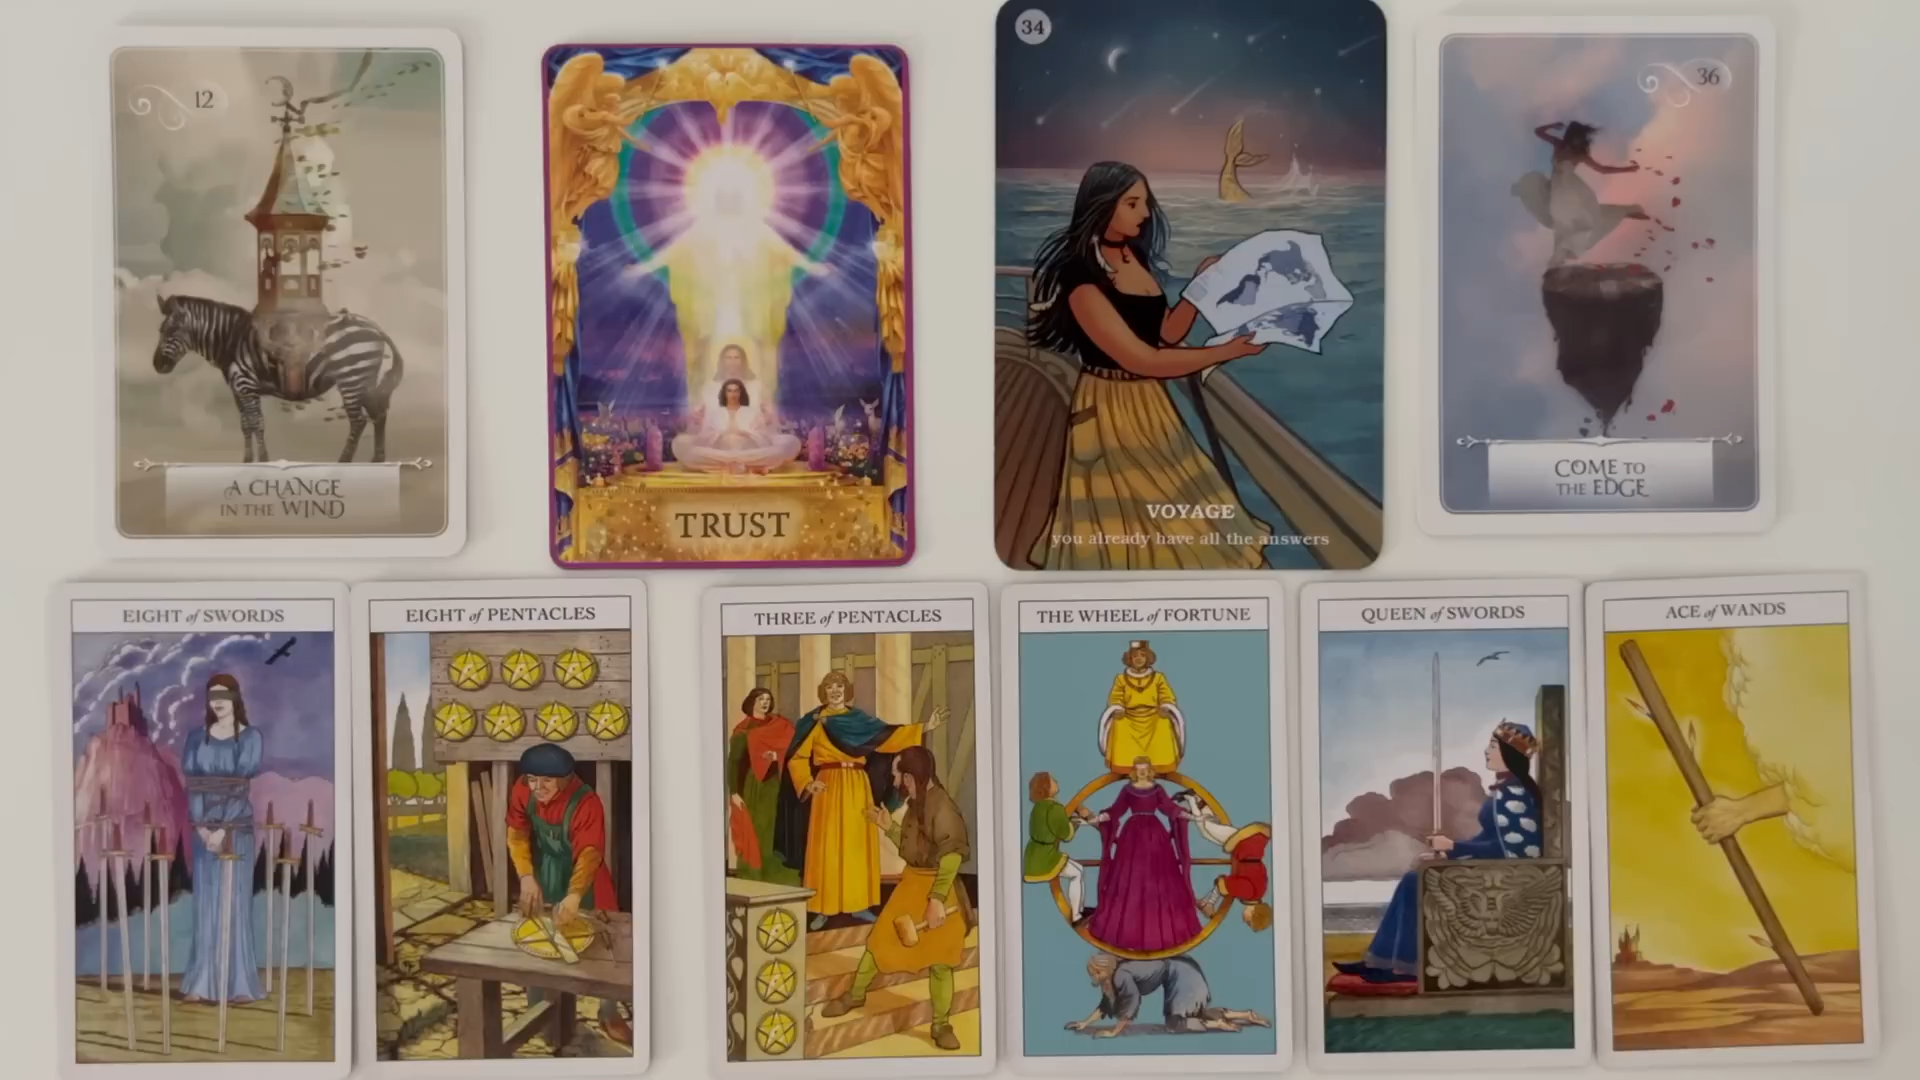 12
A CHANGE
IN THE WIND
TRUST
34
VOYAGE
you already have all the answers
36
COME TO
THE EDGE
EIGHT of SWORDS
EIGHT of PENTACLES
THREE of PENTACLES
THE WHEEL of FORTUNE
QUEEN of SWORDS
ACE of WANDS